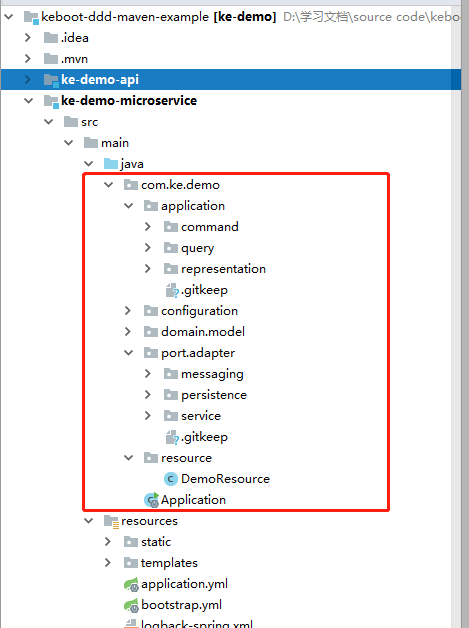 keboot-ddd-maven-example [ke-demo] D:\学习文档\source code\keboo
.idea
.mvn
ke-demo-api
ke-demo-microservice
src
main
java
com.ke.demo
application
command
query
representation
.gitkeep
configuration
domain.model
port.adapter
messaging
persistence
service
.gitkeep
resource
C DemoResource
Application
resources
static
templates
application.yml
bootstrap.yml
logback-spring.xml